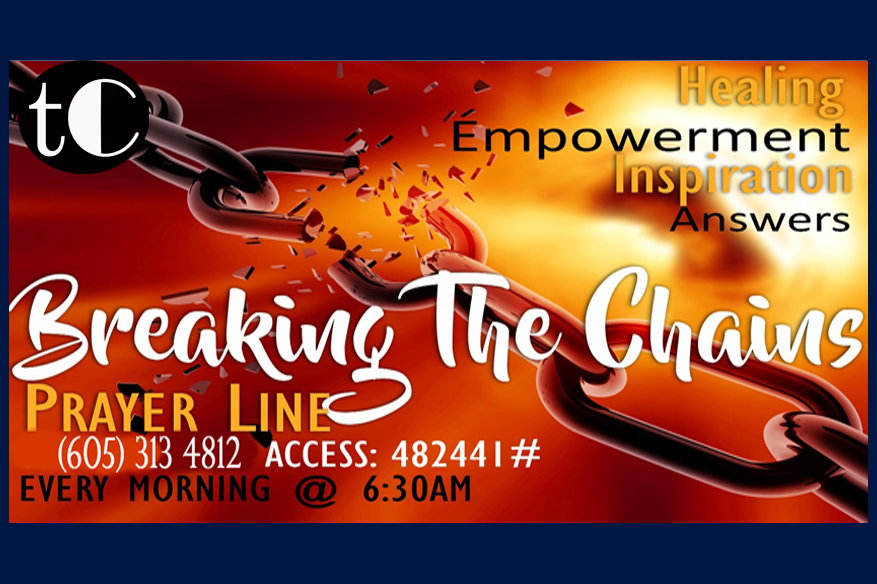 tC
Healing
Empowerment
Inspiration
Answers
Breaking The Chains
PRAYER LINE
(605) 313 4812 ACCESS: 482441#
EVERY MORNING @ 6:30AM